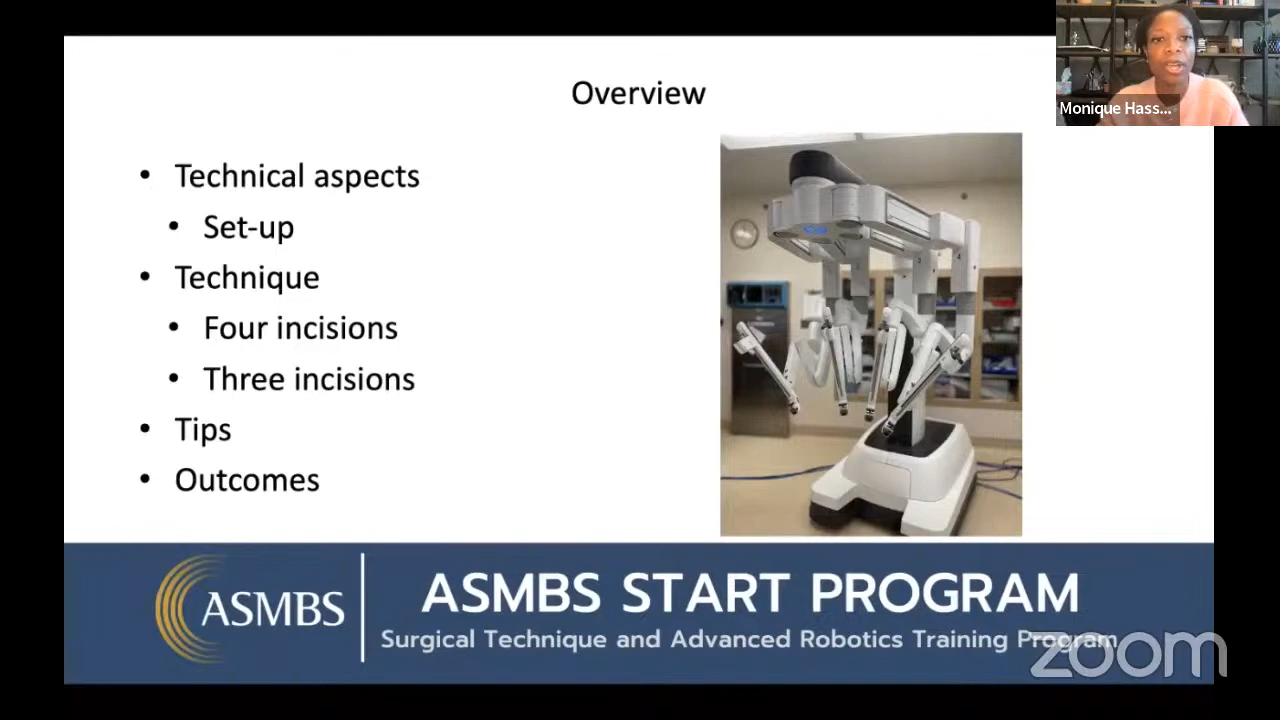 Overview
Monique Hass...
• Technical aspects
• Set-up
• Technique
• Four incisions
• Three incisions
• Tips
• Outcomes
ASMBS
ASMBS START PROGRAM
Surgical Technique and Advanced Robotics Training Program
zoom